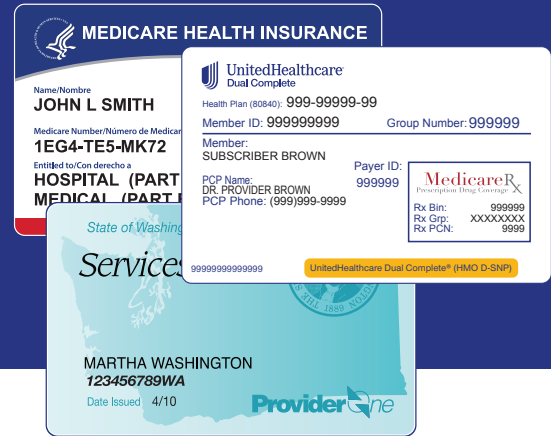 MEDICARE HEALTH INSURANCE
Name/Nombre
JOHN L SMITH
Medicare Number/Número de Medicar
1EG4-TE5-MK72
Entitled to/Con derecho a
HOSPITAL (PART
MEDICAL (PART
UnitedHealthcare
Dual Complete
Health Plan (80840): 999-99999-99
Member ID: 999999999 Group Number: 999999
Member:
SUBSCRIBER BROWN
PCP Name:
DR. PROVIDER BROWN
PCP Phone: (999)999-9999
Payer ID:
999999
MedicareRx
Prescription Drug Coverage
Rx Bin: 999999
Rx Grp: XXXXXXXX
Rx PCN: 9999
99999999999999
UnitedHealthcare Dual Complete® (HMO D-SNP)
State of Washing
Services
MARTHA WASHINGTON
123456789WA
Date Issued 4/10
ProviderOne